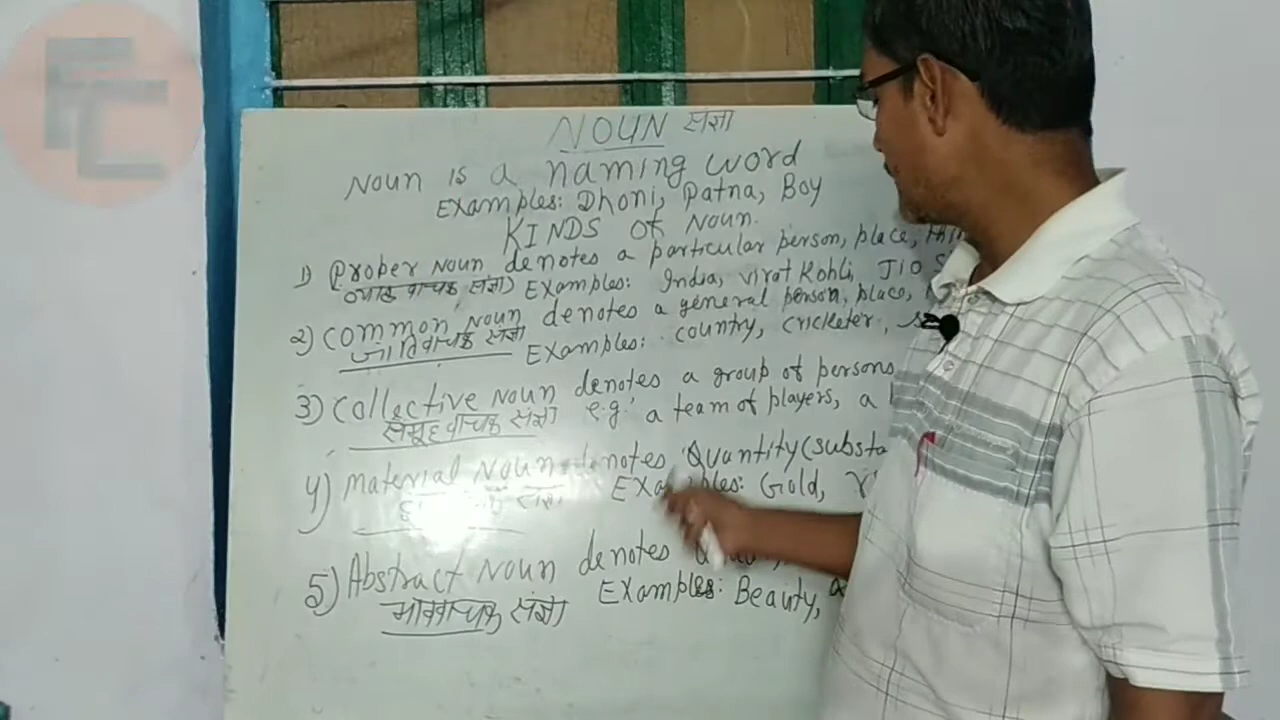 FC
NOUN संज्ञा
Noun is a naming word
Examples: Dhoni, Patna, Boy
KINDS OF Noun.
1) Proper Noun denotes a particular person, place,
संज्ञा Examples: India, Virat Kohli, JIO
2) Common Noun denotes a general person, place,
जातिवाचक संज्ञा Examples: country, cricketer,
3) Collective Noun denotes a group of persons
समूहवाचक संज्ञा e.g. a team of players, a
4) Material Noun denotes Quantity (substa
संज्ञा Examples: Gold,
5) Abstract Noun denotes
भाववाचक संज्ञा Examples: Beauty,